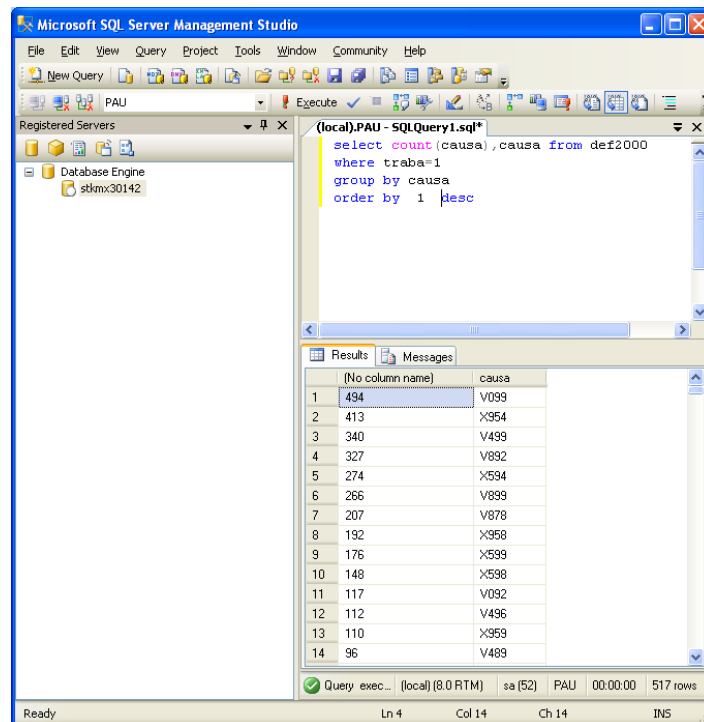 Microsoft SQL Server Management Studio
File Edit View Query Project Tools Window Community Help
New Query
PAU Execute
Registered Servers
Database Engine
stkmx30142
(local).PAU - SQLQuery1.sql*
select count(causa),causa from def2000
where traba=1
group by causa
order by 1 desc
Results Messages
(No column name) causa
1 494 V099
2 413 X954
3 340 V499
4 327 V892
5 274 X594
6 266 V899
7 207 V878
8 192 X958
9 176 X599
10 148 X598
11 117 V092
12 112 V496
13 110 X959
14 96 V489
Query exec... (local) (8.0 RTM) sa (52) PAU 00:00:00 517 rows
Ready Ln 4 Col 14 Ch 14 INS